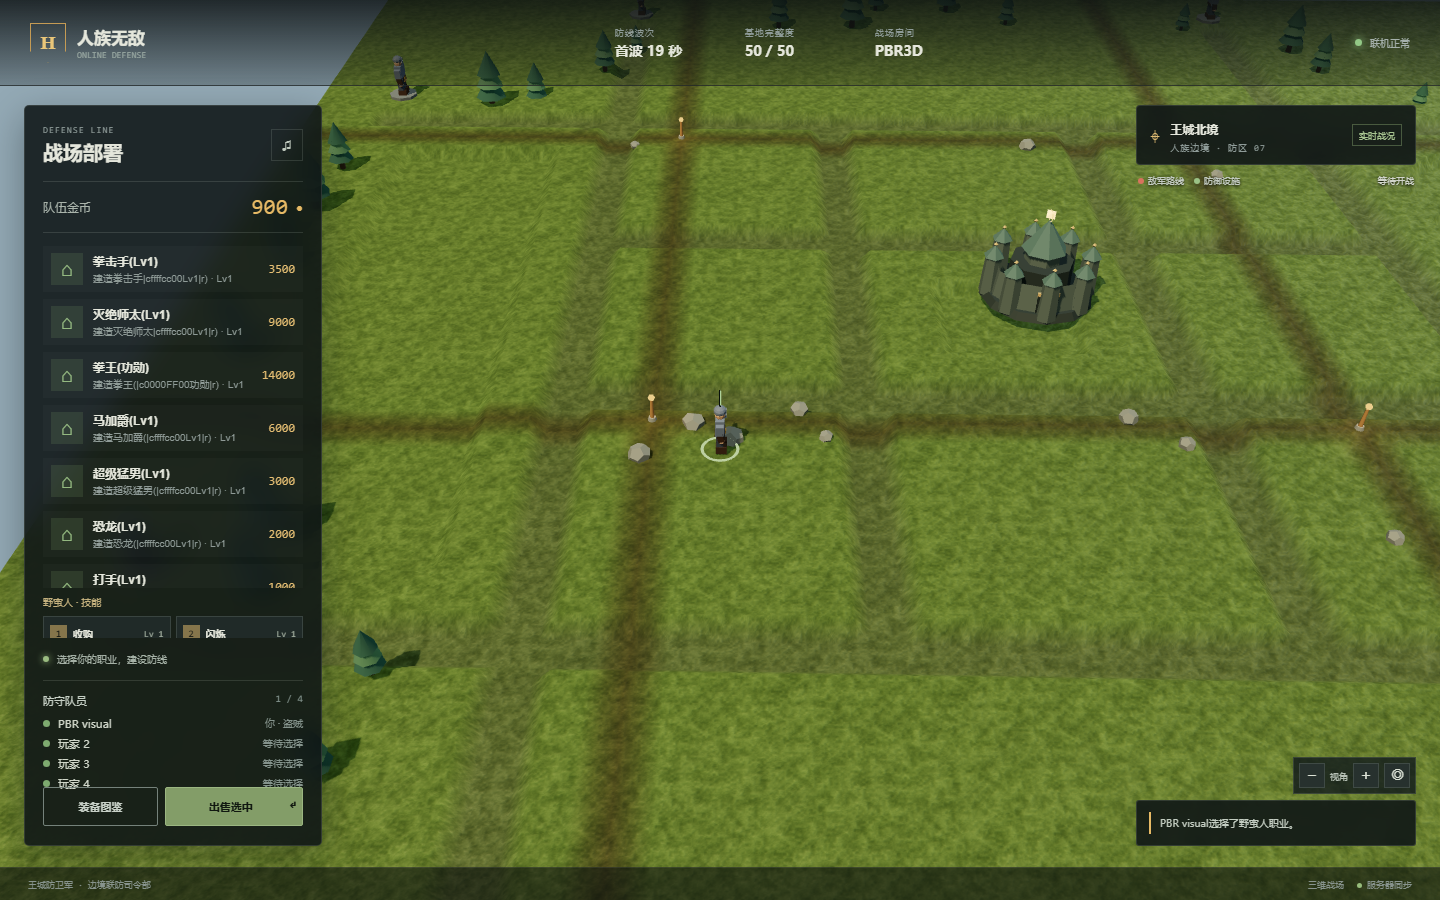 H
人族无敌
ONLINE DEFENSE
防线波次
首波 19 秒
基地完整度
50 / 50
战场房间
PBR3D
联机正常
DEFENSE LINE
战场部署
队伍金币
900
拳击手(Lv1)
建造拳击手|cffffcc00Lv1|r) · Lv1
3500
灭绝师太(Lv1)
建造灭绝师太|cffffcc00Lv1|r) · Lv1
9000
拳王(功勋)
建造拳王(|c0000FF00功勋|r) · Lv1
14000
马加爵(Lv1)
建造马加爵(|cffffcc00Lv1|r) · Lv1
6000
超级猛男(Lv1)
建造超级猛男(|cffffcc00Lv1|r) · Lv1
3000
恐龙(Lv1)
建造恐龙(|cffffcc00Lv1|r) · Lv1
2000
打手(Lv1)
1000
野蛮人 · 技能
1 收购 Lv 1
2 闪烁 Lv 1
选择你的职业，建设防线
防守队员
1 / 4
PBR visual
你 · 盗贼
玩家 2
等待选择
玩家 3
等待选择
玩家 4
等待选择
装备图鉴
出售选中
王城北境
人族边境 · 防区 07
实时战况
敌军路线
防御设施
等待开战
视角
PBR visual选择了野蛮人职业。
王城防卫军 · 边境联防司令部
三维战场
服务器同步